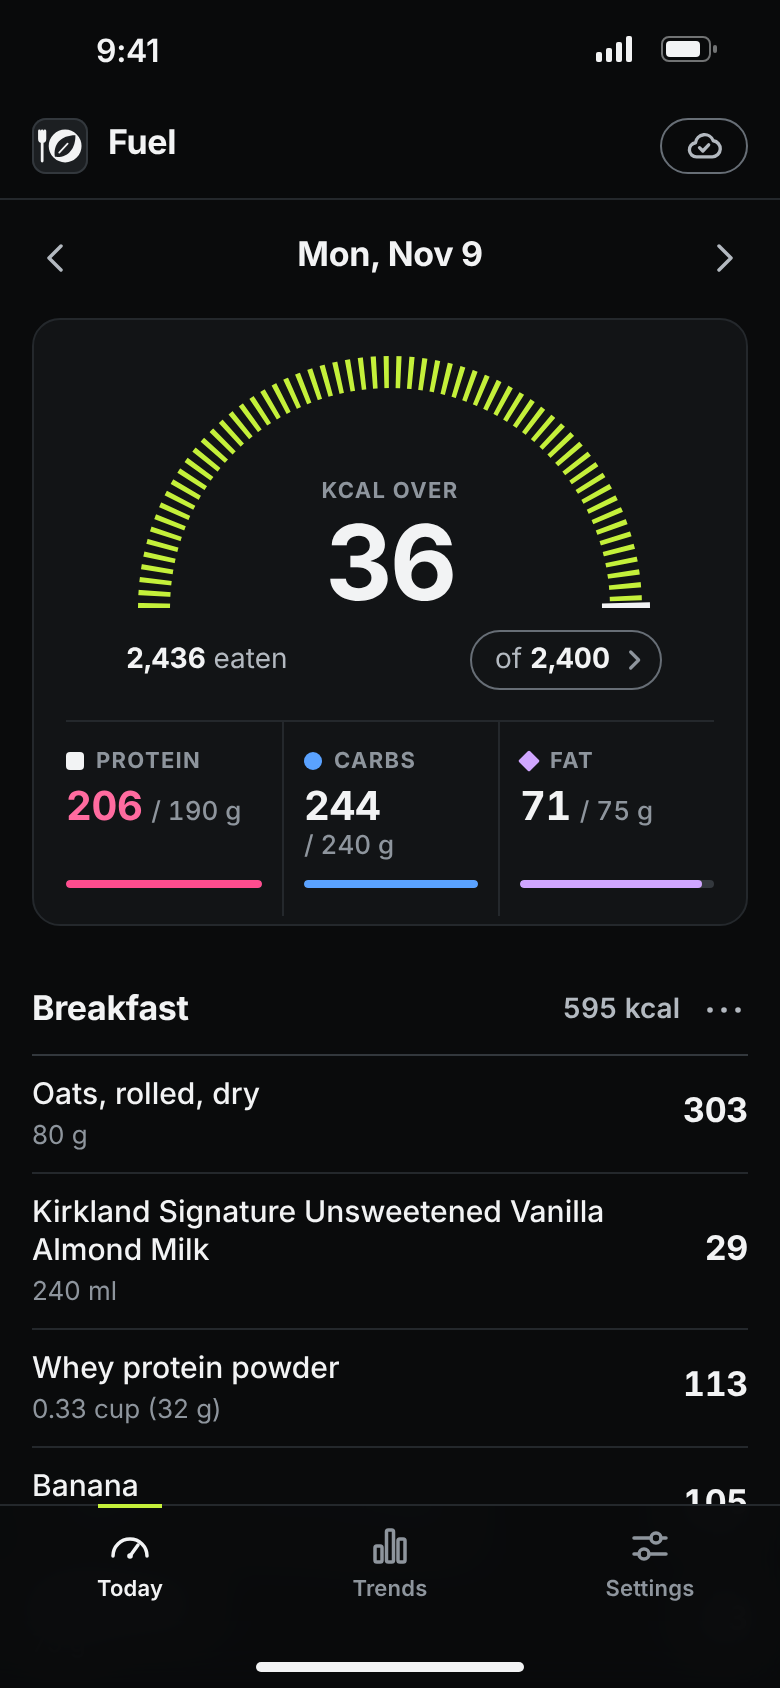 9:41
Fuel
Mon, Nov 9
KCAL OVER
36
2,436 eaten
of 2,400
PROTEIN
206 / 190 g
CARBS
244
/ 240 g
FAT
71 / 75 g
Breakfast
595 kcal
Oats, rolled, dry
80 g
303
Kirkland Signature Unsweetened Vanilla
Almond Milk
240 ml
29
Whey protein powder
0.33 cup (32 g)
113
Banana
105
Today
Trends
Settings